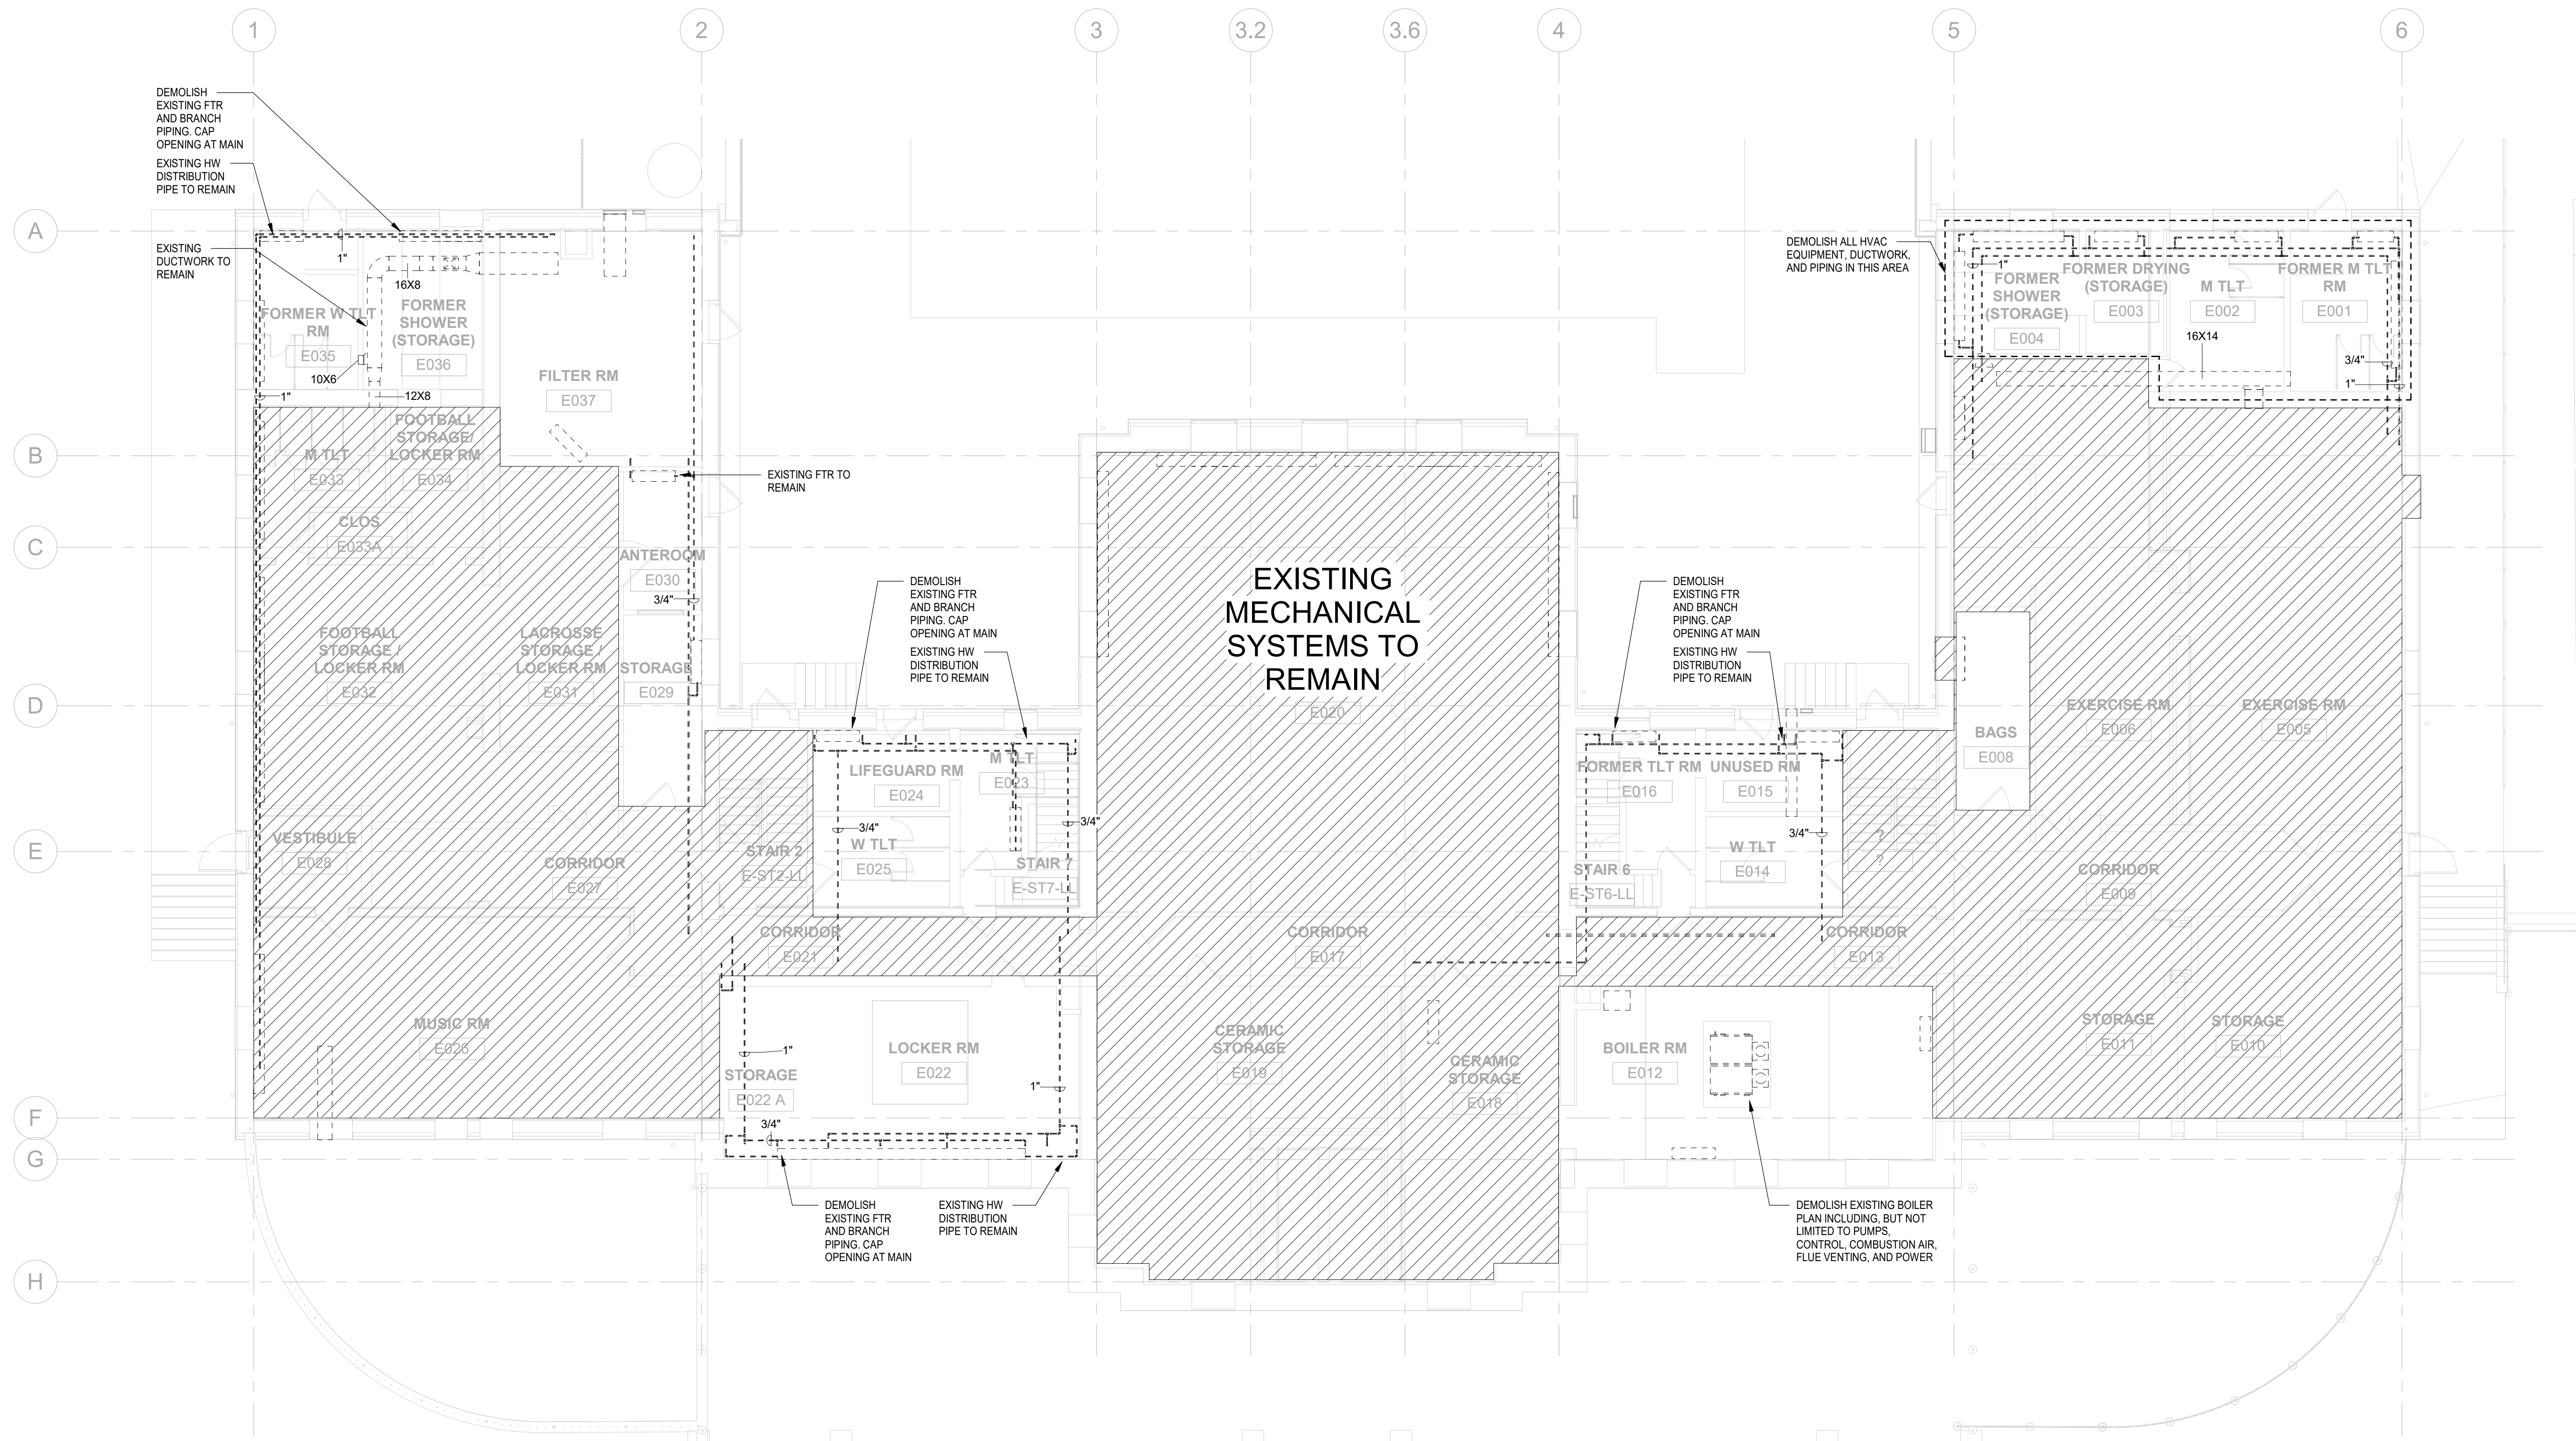 1
2
3
3.2
3.6
4
5
6
A
B
C
D
E
F
G
H
DEMOLISH
EXISTING FTR
AND BRANCH
PIPING. CAP
OPENING AT MAIN
EXISTING HW
DISTRIBUTION
PIPE TO REMAIN
EXISTING
DUCTWORK TO
REMAIN
1"
16X8
FORMER W TLT
RM
E035
FORMER
SHOWER
(STORAGE)
E036
10X6
12X8
1"
FILTER RM
E037
FOOTBALL
STORAGE/
LOCKER RM
E034
M TLT
E033
CLOS
E033A
EXISTING FTR TO
REMAIN
ANTEROOM
E030
3/4"
FOOTBALL
STORAGE /
LOCKER RM
E032
LACROSSE
STORAGE /
LOCKER RM
E031
STORAGE
E029
VESTIBULE
E028
CORRIDOR
E027
MUSIC RM
E026
DEMOLISH
EXISTING FTR
AND BRANCH
PIPING. CAP
OPENING AT MAIN
EXISTING HW
DISTRIBUTION
PIPE TO REMAIN
LIFEGUARD RM
E024
M TLT
E023
3/4"
3/4"
W TLT
E025
STAIR 2
E-ST2-LL
STAIR 7
E-ST7-LL
CORRIDOR
E021
1"
LOCKER RM
E022
STORAGE
E022 A
1"
3/4"
DEMOLISH
EXISTING FTR
AND BRANCH
PIPING. CAP
OPENING AT MAIN
EXISTING HW
DISTRIBUTION
PIPE TO REMAIN
EXISTING
MECHANICAL
SYSTEMS TO
REMAIN
E020
CORRIDOR
E017
CERAMIC
STORAGE
E019
CERAMIC
STORAGE
E018
DEMOLISH
EXISTING FTR
AND BRANCH
PIPING. CAP
OPENING AT MAIN
EXISTING HW
DISTRIBUTION
PIPE TO REMAIN
FORMER TLT RM
E016
UNUSED RM
E015
3/4"
W TLT
E014
STAIR 6
E-ST6-LL
?
?
CORRIDOR
E013
BOILER RM
E012
DEMOLISH EXISTING BOILER
PLAN INCLUDING, BUT NOT
LIMITED TO PUMPS,
CONTROL, COMBUSTION AIR,
FLUE VENTING, AND POWER
DEMOLISH ALL HVAC
EQUIPMENT, DUCTWORK,
AND PIPING IN THIS AREA
1"
FORMER
SHOWER
(STORAGE)
E004
FORMER DRYING
(STORAGE)
E003
M TLT
E002
FORMER M TLT
RM
E001
16X14
3/4"
1"
BAGS
E008
EXERCISE RM
E006
EXERCISE RM
E005
CORRIDOR
E009
STORAGE
E011
STORAGE
E010